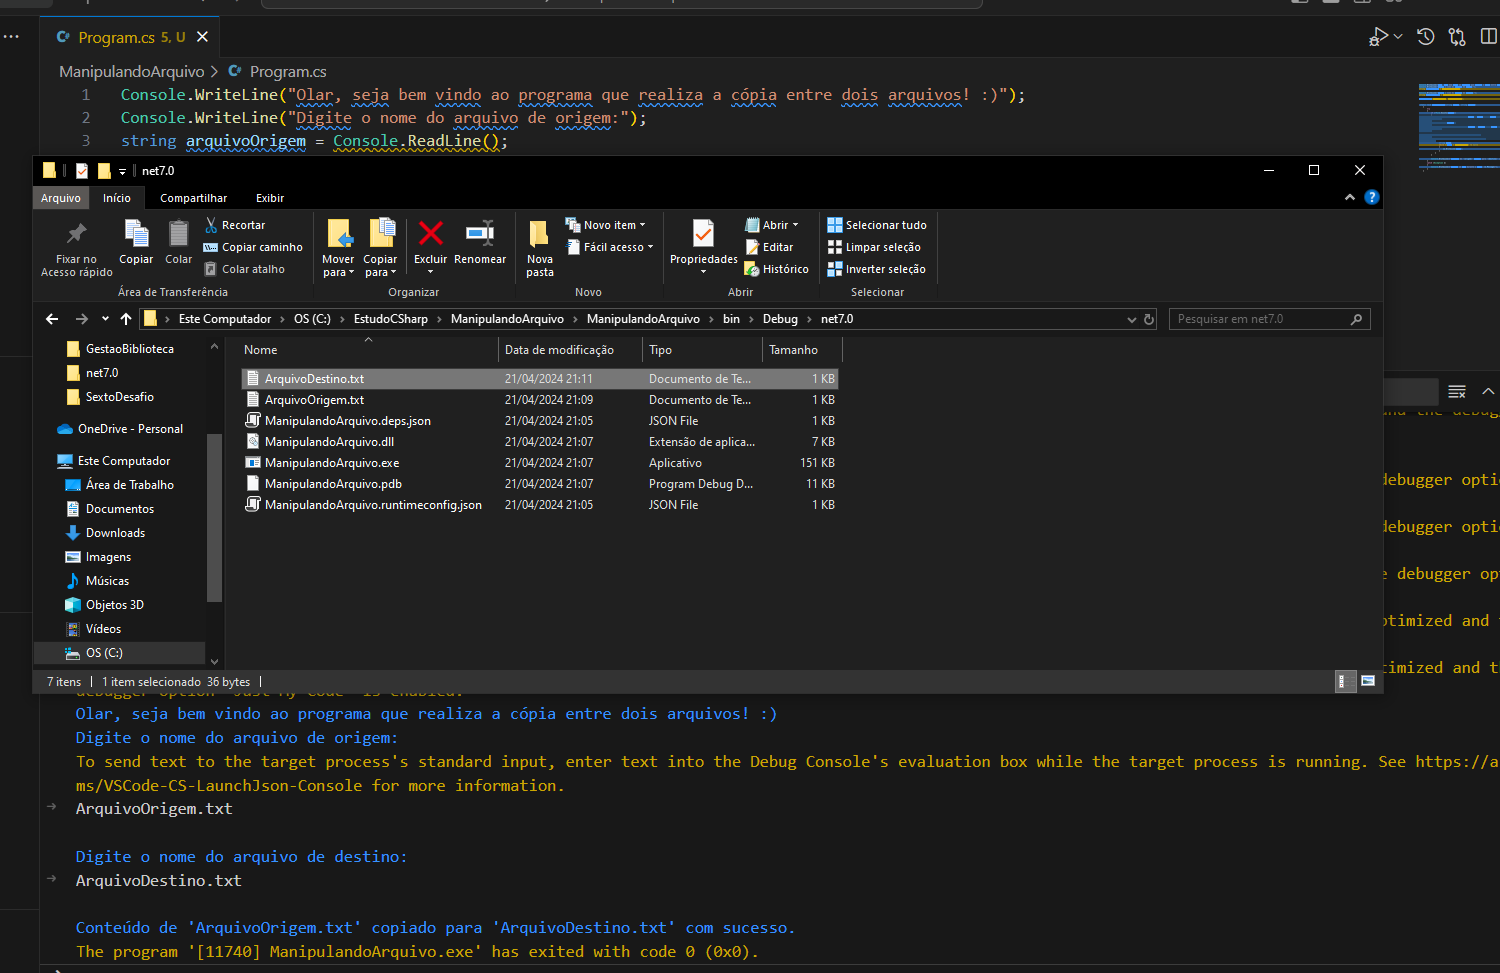 Program.cs 5, U
ManipulandoArquivo > Program.cs
1 Console.WriteLine("Olar, seja bem vindo ao programa que realiza a cópia entre dois arquivos! :)");
2 Console.WriteLine("Digite o nome do arquivo de origem:");
3 string arquivoOrigem = Console.ReadLine();
net7.0
Arquivo Início Compartilhar Exibir
Fixar no Acesso rápido
Copiar
Colar
Recortar
Copiar caminho
Colar atalho
Área de Transferência
Mover para
Copiar para
Excluir
Renomear
Organizar
Nova pasta
Novo item
Fácil acesso
Novo
Propriedades
Abrir
Editar
Histórico
Abrir
Selecionar tudo
Limpar seleção
Inverter seleção
Selecionar
Este Computador > OS (C:) > EstudoCSharp > ManipulandoArquivo > ManipulandoArquivo > bin > Debug > net7.0
Pesquisar em net7.0
GestaoBiblioteca
net7.0
SextoDesafio
OneDrive - Personal
Este Computador
Área de Trabalho
Documentos
Downloads
Imagens
Músicas
Objetos 3D
Vídeos
OS (C:)
Nome Data de modificação Tipo Tamanho
ArquivoDestino.txt 21/04/2024 21:11 Documento de Te... 1 KB
ArquivoOrigem.txt 21/04/2024 21:09 Documento de Te... 1 KB
ManipulandoArquivo.deps.json 21/04/2024 21:05 JSON File 1 KB
ManipulandoArquivo.dll 21/04/2024 21:07 Extensão de aplica... 7 KB
ManipulandoArquivo.exe 21/04/2024 21:07 Aplicativo 151 KB
ManipulandoArquivo.pdb 21/04/2024 21:07 Program Debug D... 11 KB
ManipulandoArquivo.runtimeconfig.json 21/04/2024 21:05 JSON File 1 KB
7 itens 1 item selecionado 36 bytes
debugger opti
debugger opti
debugger op
optimized and
timized and
debugger option 'Just My Code' is enabled.
Olar, seja bem vindo ao programa que realiza a cópia entre dois arquivos! :)
Digite o nome do arquivo de origem:
To send text to the target process's standard input, enter text into the Debug Console's evaluation box while the target process is running. See https://a
ms/VSCode-CS-LaunchJson-Console for more information.
ArquivoOrigem.txt
Digite o nome do arquivo de destino:
ArquivoDestino.txt
Conteúdo de 'ArquivoOrigem.txt' copiado para 'ArquivoDestino.txt' com sucesso.
The program '[11740] ManipulandoArquivo.exe' has exited with code 0 (0x0).